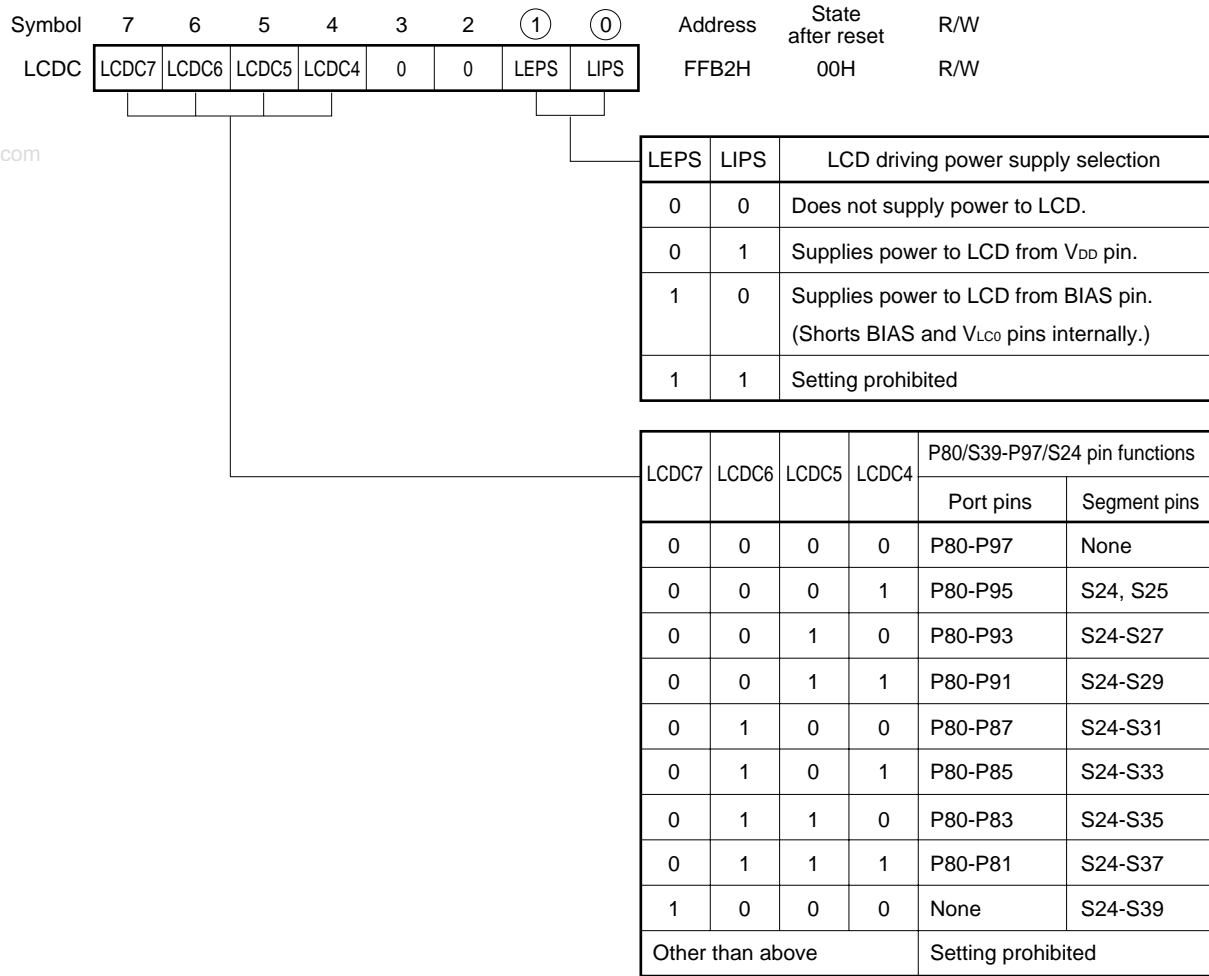 Symbol 7 6 5 4 3 2 1 0 Address State after reset R/W
LCDC LCDC7 LCDC6 LCDC5 LCDC4 0 0 LEPS LIPS FFB2H 00H R/W
com
LEPS LIPS LCD driving power supply selection
0 0 Does not supply power to LCD.
0 1 Supplies power to LCD from VDD pin.
1 0 Supplies power to LCD from BIAS pin.
(Shorts BIAS and VLC0 pins internally.)
1 1 Setting prohibited
LCDC7 LCDC6 LCDC5 LCDC4 P80/S39-P97/S24 pin functions
Port pins Segment pins
0 0 0 0 P80-P97 None
0 0 0 1 P80-P95 S24, S25
0 0 1 0 P80-P93 S24-S27
0 0 1 1 P80-P91 S24-S29
0 1 0 0 P80-P87 S24-S31
0 1 0 1 P80-P85 S24-S33
0 1 1 0 P80-P83 S24-S35
0 1 1 1 P80-P81 S24-S37
1 0 0 0 None S24-S39
Other than above Setting prohibited